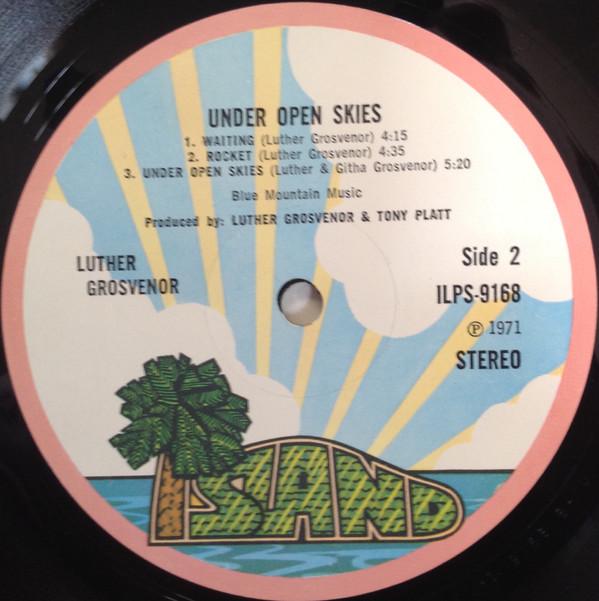 UNDER OPEN SKIES
1. WAITING (Luther Grosvenor) 4:15
2. ROCKET (Luther Grosvenor) 4:35
3. UNDER OPEN SKIES (Luther & Githa Grosvenor) 5:20
Blue Mountain Music
Produced by: LUTHER GROSVENOR & TONY PLATT
LUTHER
GROSVENOR
Side 2
ILPS-9168
℗ 1971
STEREO
ISLAND